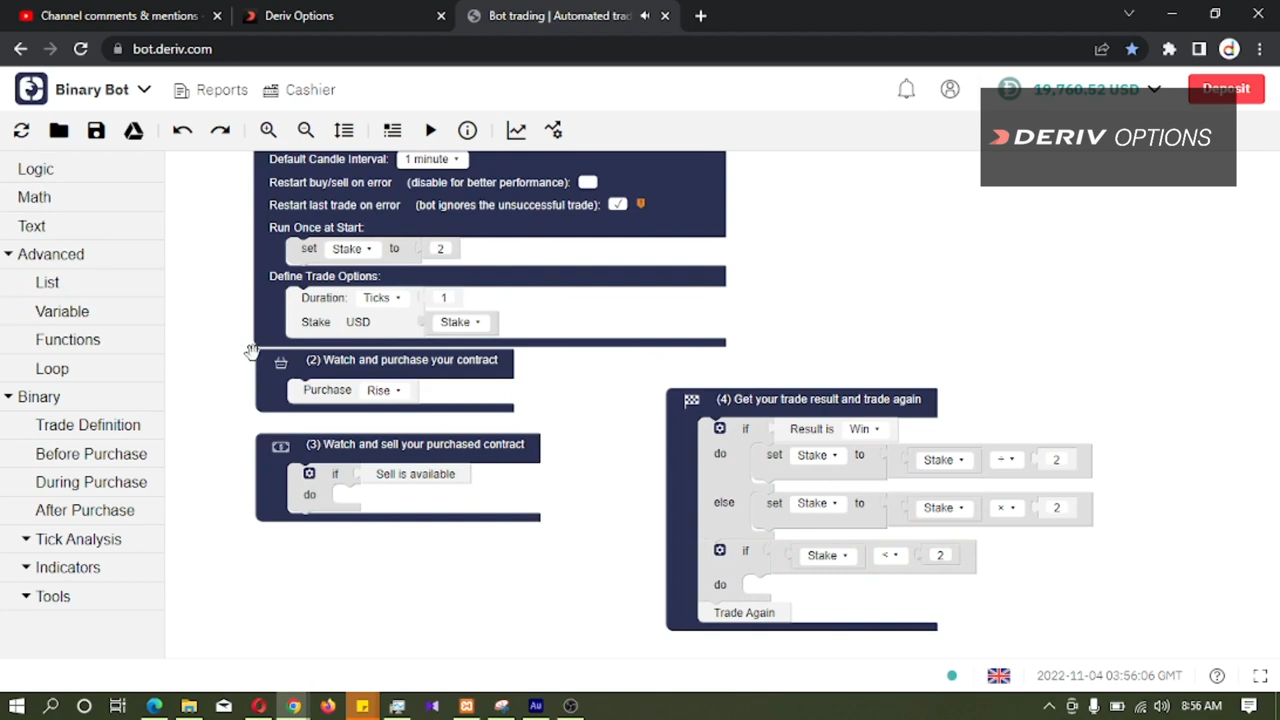 Channel comments & mentions -
Deriv Options
Bot trading | Automated trad
bot.deriv.com
Binary Bot
Reports
Cashier
19,760.52 USD
Deposit
DERIV OPTIONS
Logic
Math
Text
Advanced
List
Variable
Functions
Loop
Binary
Trade Definition
Before Purchase
During Purchase
After Purchase
Tick Analysis
Indicators
Tools
Default Candle Interval: 1 minute
Restart buy/sell on error (disable for better performance):
Restart last trade on error (bot ignores the unsuccessful trade):
Run Once at Start:
set Stake to 2
Define Trade Options:
Duration: Ticks 1
Stake USD Stake
(2) Watch and purchase your contract
Purchase Rise
(3) Watch and sell your purchased contract
if Sell is available
do
(4) Get your trade result and trade again
if Result is Win
do set Stake to Stake ÷ 2
else set Stake to Stake × 2
if Stake < 2
do
Trade Again
2022-11-04 03:56:06 GMT
Au
8:56 AM